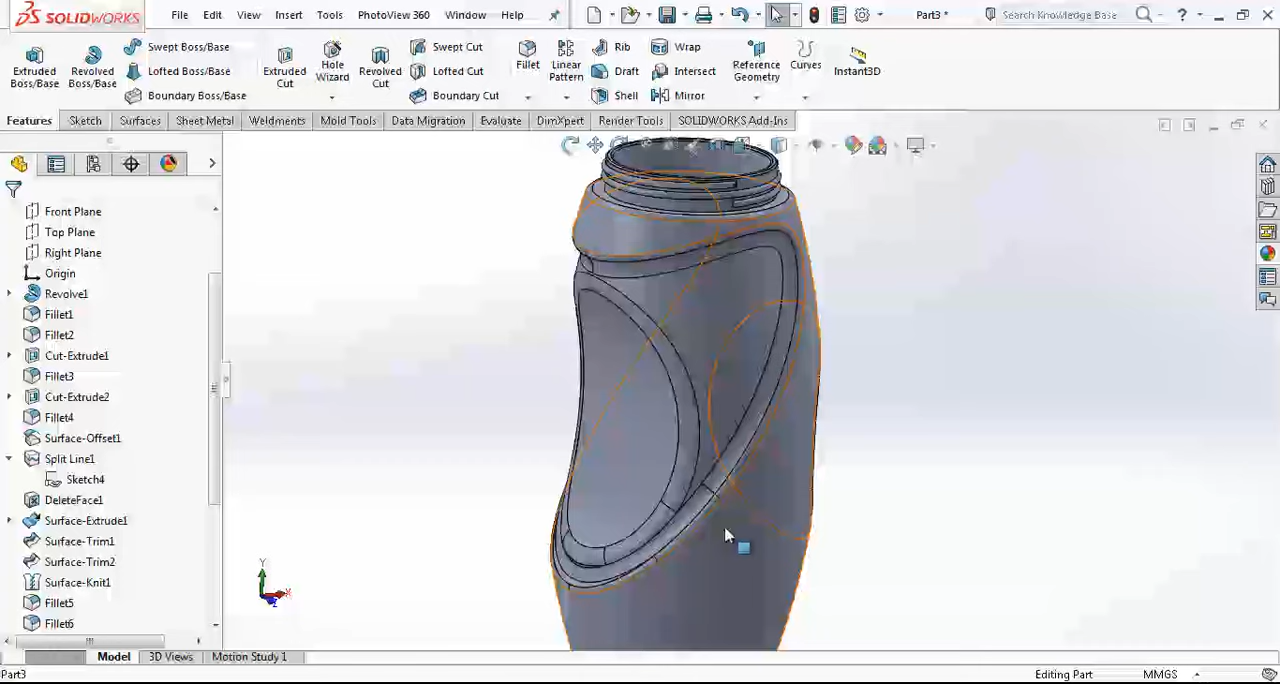 SOLIDWORKS File Edit View Insert Tools PhotoView 360 Window Help Part3 * Search Knowledge Base ?
Extruded Boss/Base Revolved Boss/Base Swept Boss/Base Lofted Boss/Base Boundary Boss/Base Extruded Cut Hole Wizard Revolved Cut Swept Cut Lofted Cut Boundary Cut Fillet Linear Pattern Rib Draft Shell Wrap Intersect Mirror Reference Geometry Curves Instant3D
Features Sketch Surfaces Sheet Metal Weldments Mold Tools Data Migration Evaluate DimXpert Render Tools SOLIDWORKS Add-Ins
Front Plane
Top Plane
Right Plane
Origin
Revolve1
Fillet1
Fillet2
Cut-Extrude1
Fillet3
Cut-Extrude2
Fillet4
Surface-Offset1
Split Line1
Sketch4
DeleteFace1
Surface-Extrude1
Surface-Trim1
Surface-Trim2
Surface-Knit1
Fillet5
Fillet6
Y
X
Z
Model 3D Views Motion Study 1
Part3 Editing Part MMGS